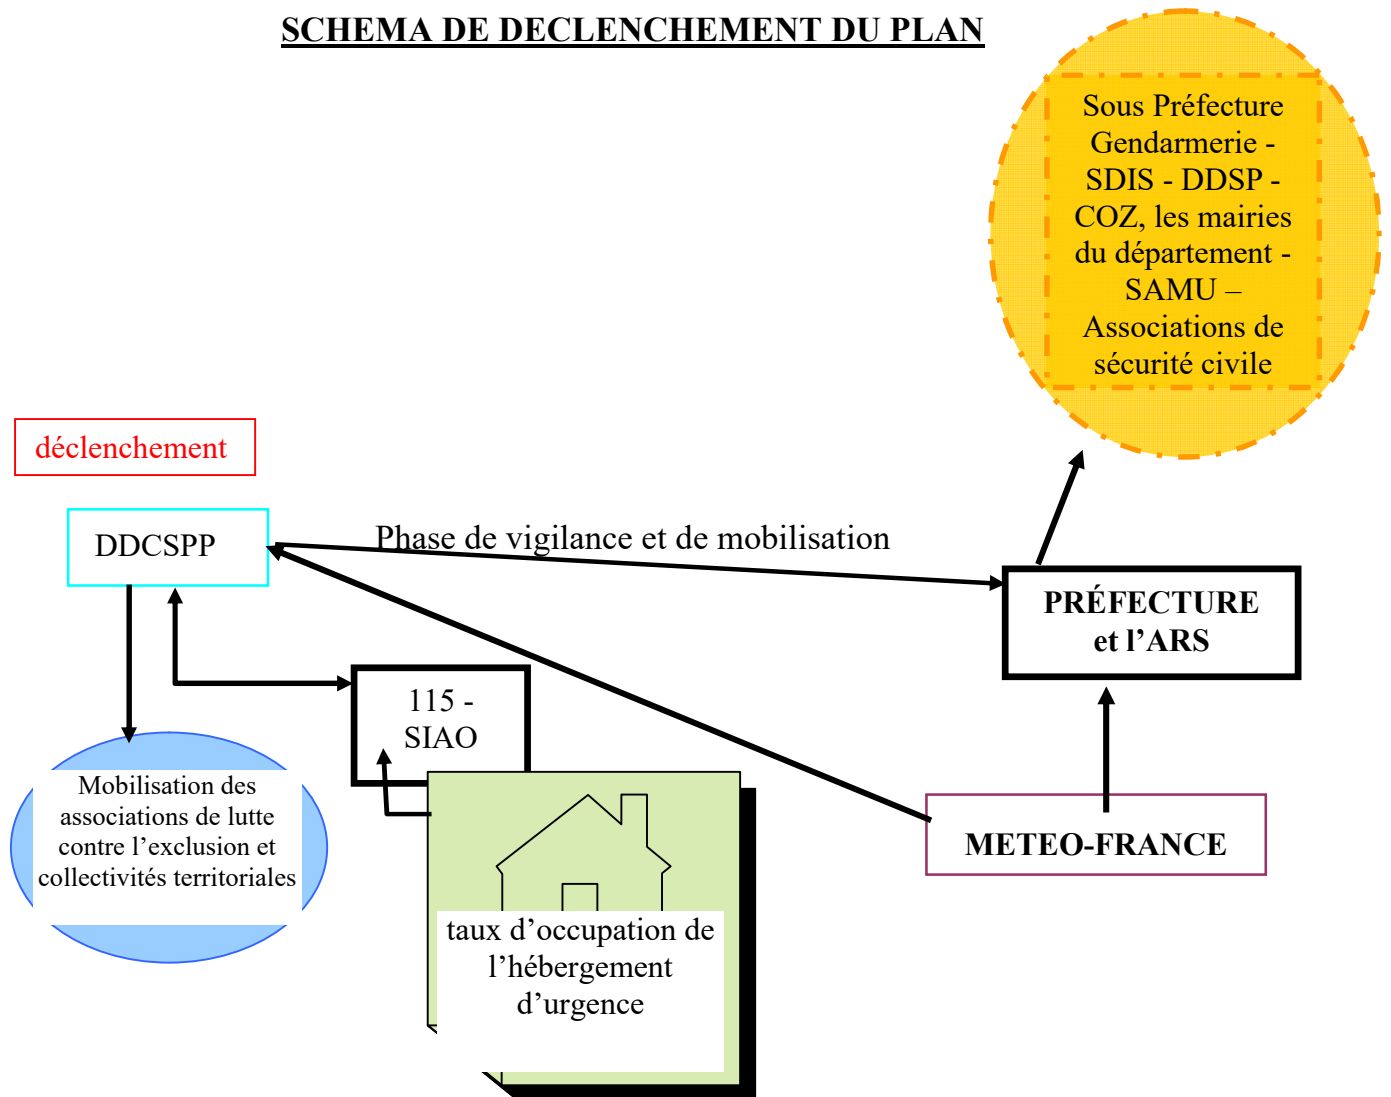 SCHEMA DE DECLENCHEMENT DU PLAN
Sous Préfecture
Gendarmerie -
SDIS - DDSP -
COZ, les mairies
du département -
SAMU –
Associations de
sécurité civile
déclenchement
DDCSPP
Phase de vigilance et de mobilisation
PRÉFECTURE
et l’ARS
115 -
SIAO
Mobilisation des
associations de lutte
contre l’exclusion et
collectivités territoriales
METEO-FRANCE
taux d’occupation de
l’hébergement
d’urgence